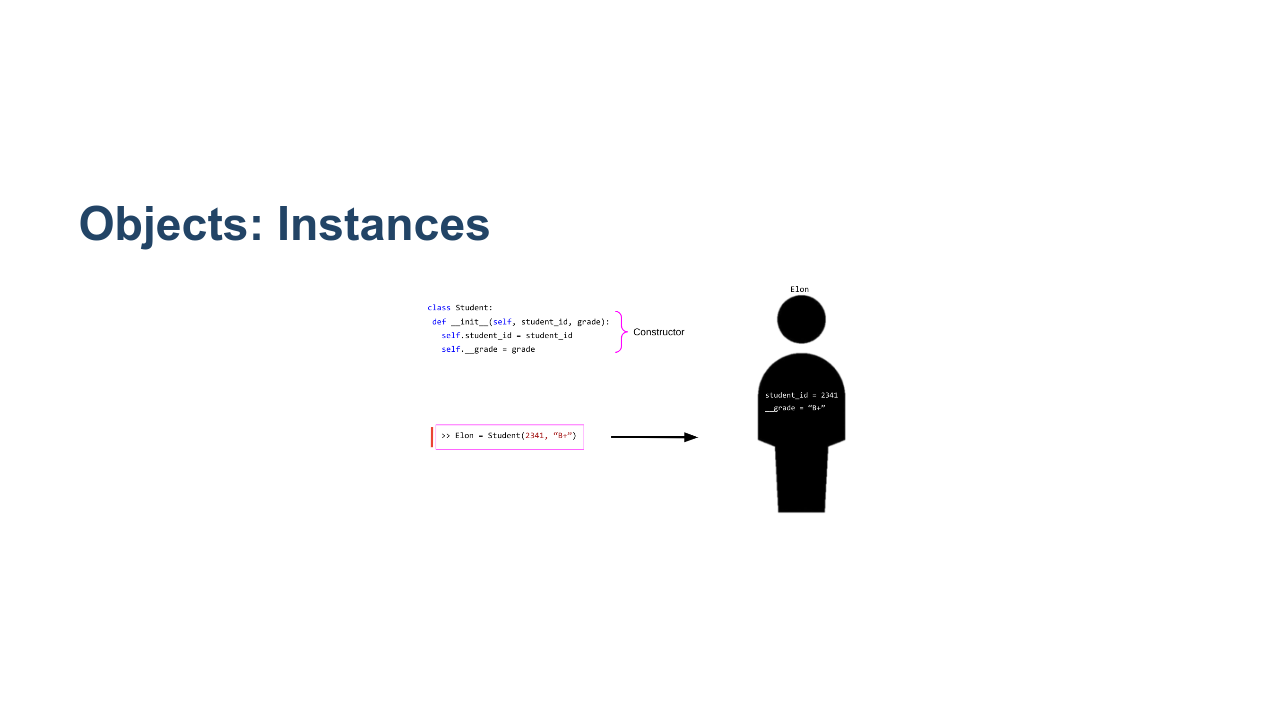 Objects: Instances
class Student:
def __init__(self, student_id, grade):
self.student_id = student_id
self.__grade = grade
Constructor
>> Elon = Student(2341, “B+”)
Elon
student_id = 2341
__grade = “B+”